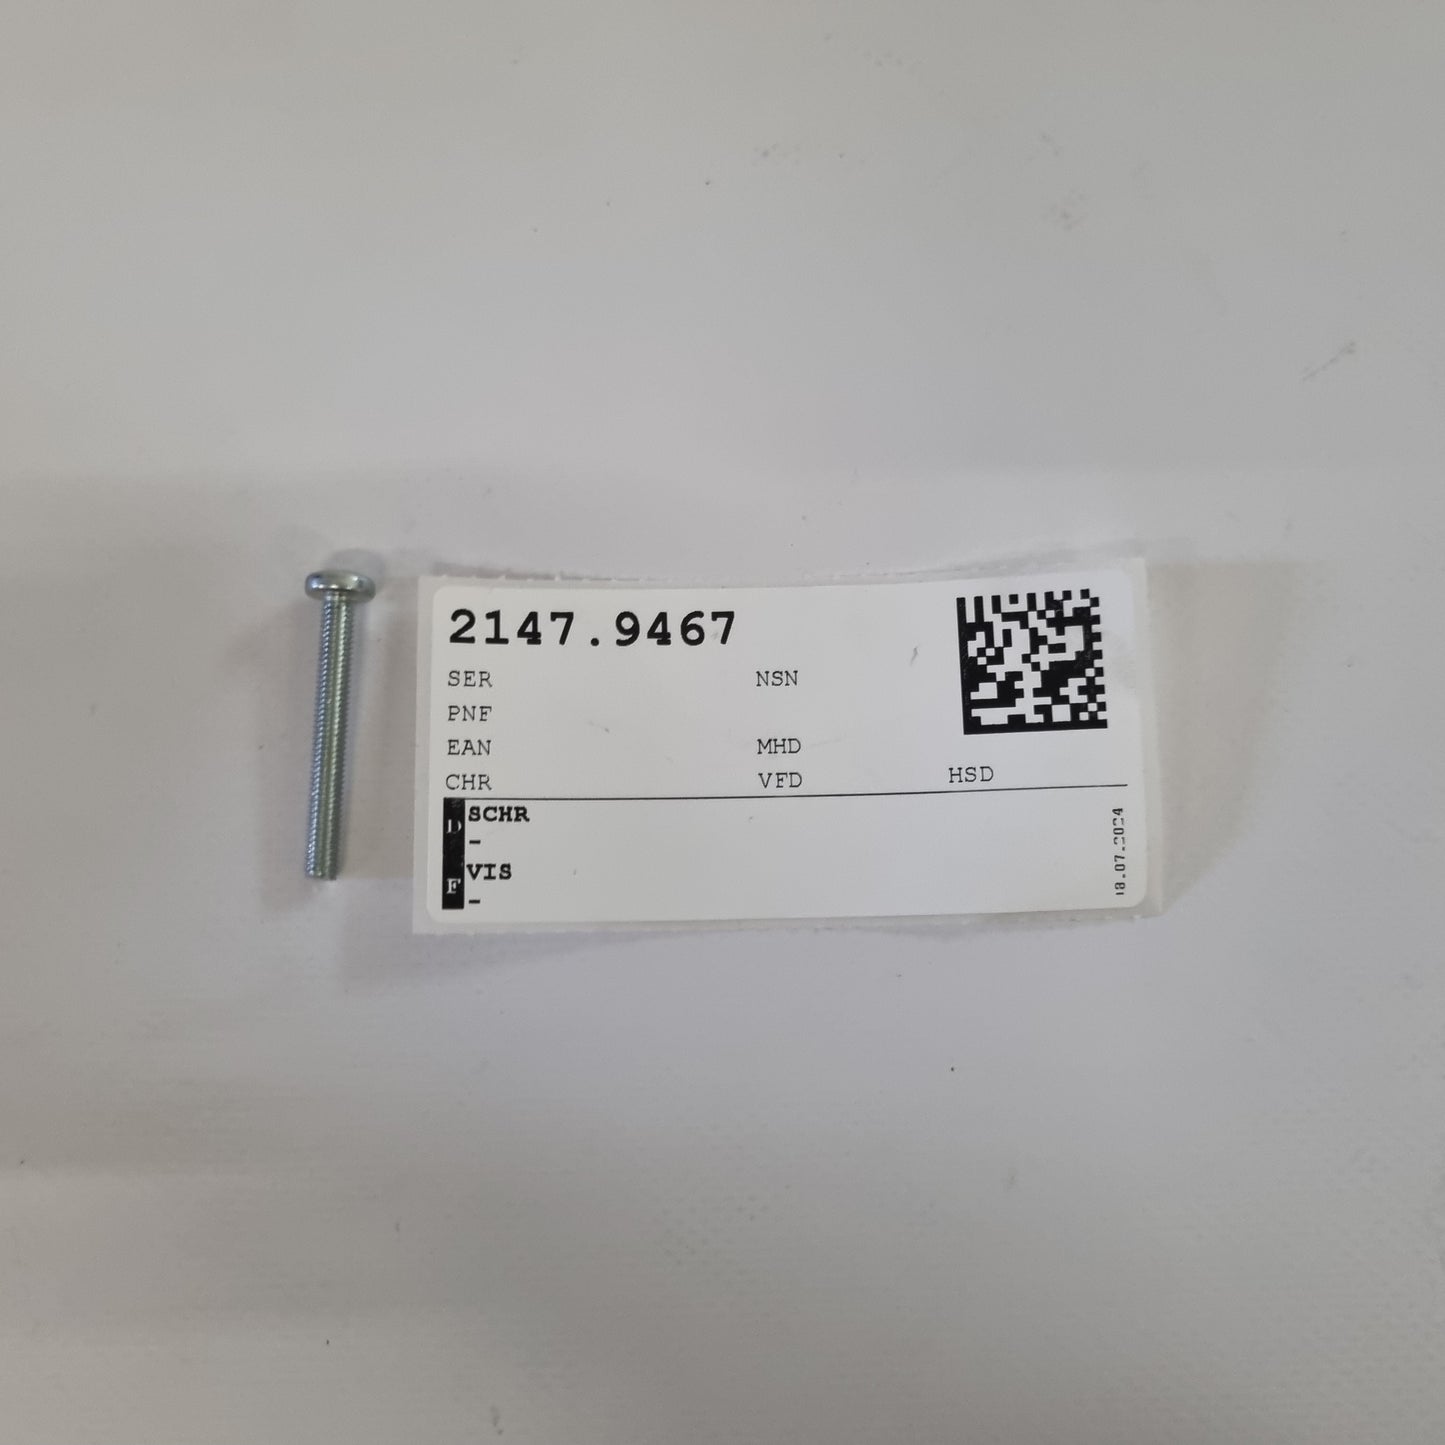 2147.9467
SER NSN
PNF
EAN MHD
CHR VFD HSD
D SCHR
-
F VIS
-
18.07.2024